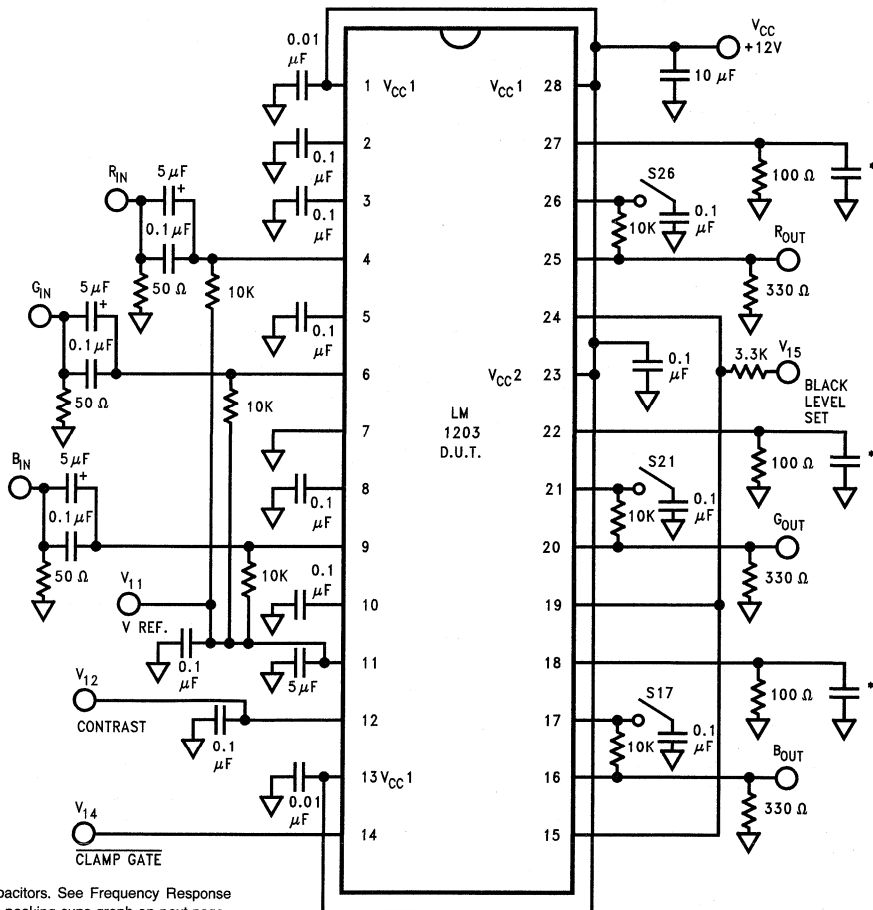 0.01
μF
1 VCC1
VCC1 28
VCC
+12V
10 μF
2
0.1
μF
27
100 Ω
*
RIN
5 μF
+
0.1 μF
3
0.1
μF
26
S26
10K
0.1
μF
4
25
ROUT
50 Ω
10K
330 Ω
GIN
5 μF
+
0.1 μF
5
0.1
μF
24
6
VCC2 23
0.1
μF
3.3K
V15
BLACK
LEVEL
SET
50 Ω
10K
LM
1203
D.U.T.
7
22
100 Ω
*
BIN
5 μF
+
0.1 μF
8
0.1
μF
21
S21
10K
0.1
μF
9
20
GOUT
50 Ω
10K
330 Ω
V11
V REF.
0.1
μF
10
19
0.1
μF
5 μF
11
18
100 Ω
*
V12
CONTRAST
0.1
μF
12
17
S17
10K
0.1
μF
13 VCC1
0.01
μF
16
BOUT
330 Ω
V14
CLAMP GATE
14
15
pacitors. See Frequency Response